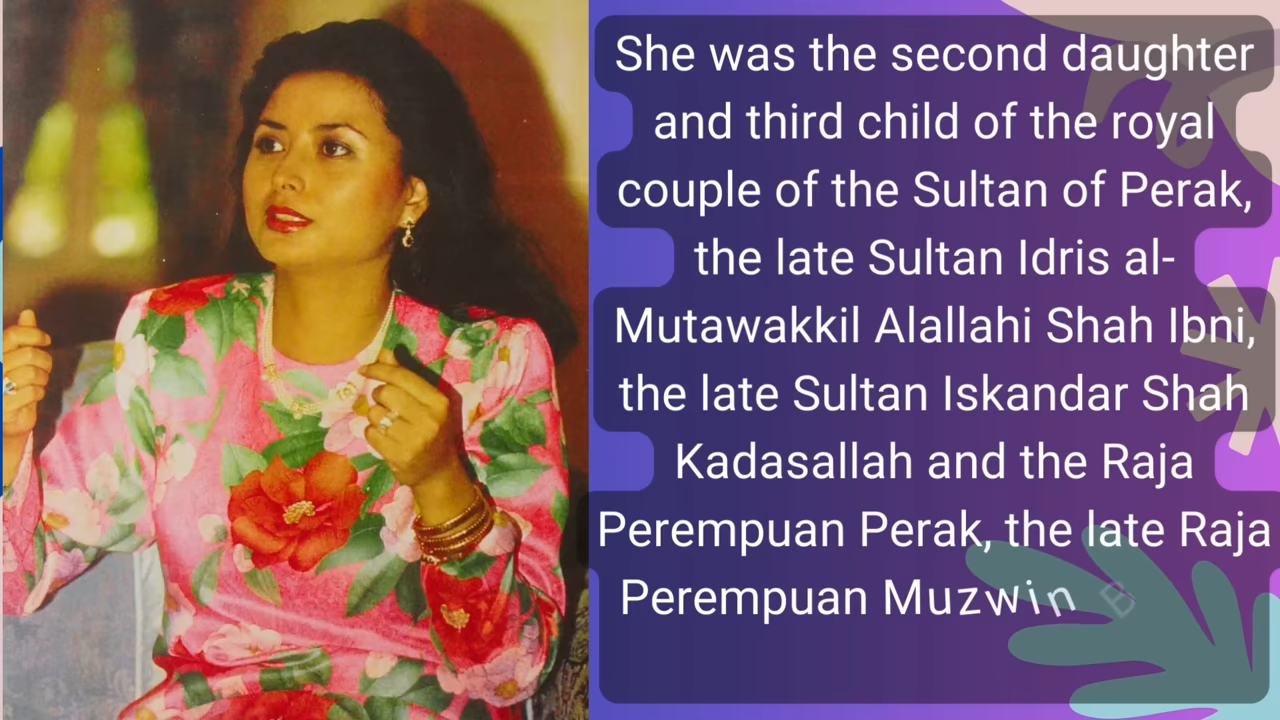 She was the second daughter
and third child of the royal
couple of the Sultan of Perak,
the late Sultan Idris al-
Mutawakkil Alallahi Shah Ibni,
the late Sultan Iskandar Shah
Kadasallah and the Raja
Perempuan Perak, the late Raja
Perempuan Muzwin B